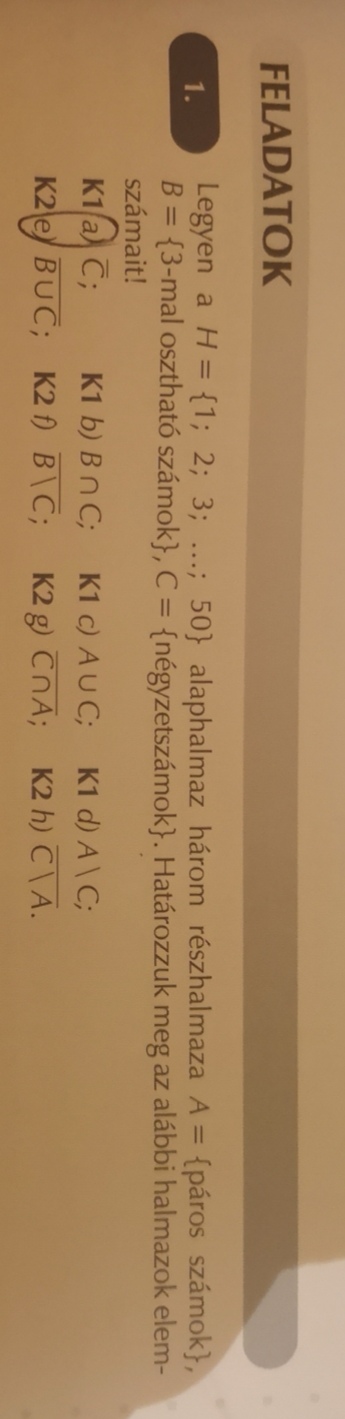 FELADATOK
1.
Legyen a H = {1; 2; 3; ...; 50} alaphalmaz három részhalmaza A = {páros számok},
B = {3-mal osztható számok}, C = {négyzetszámok}. Határozzuk meg az alábbi halmazok elem-
számait!
K1 a) C̅; K1 b) B ∩ C; K1 c) A ∪ C; K1 d) A \ C;
K2 e) B̅ ̅∪̅ ̅C̅; K2 f) B̅ ̅\̅ ̅C̅; K2 g) C̅ ̅∩̅ ̅A̅; K2 h) C̅ ̅\̅ ̅A̅.